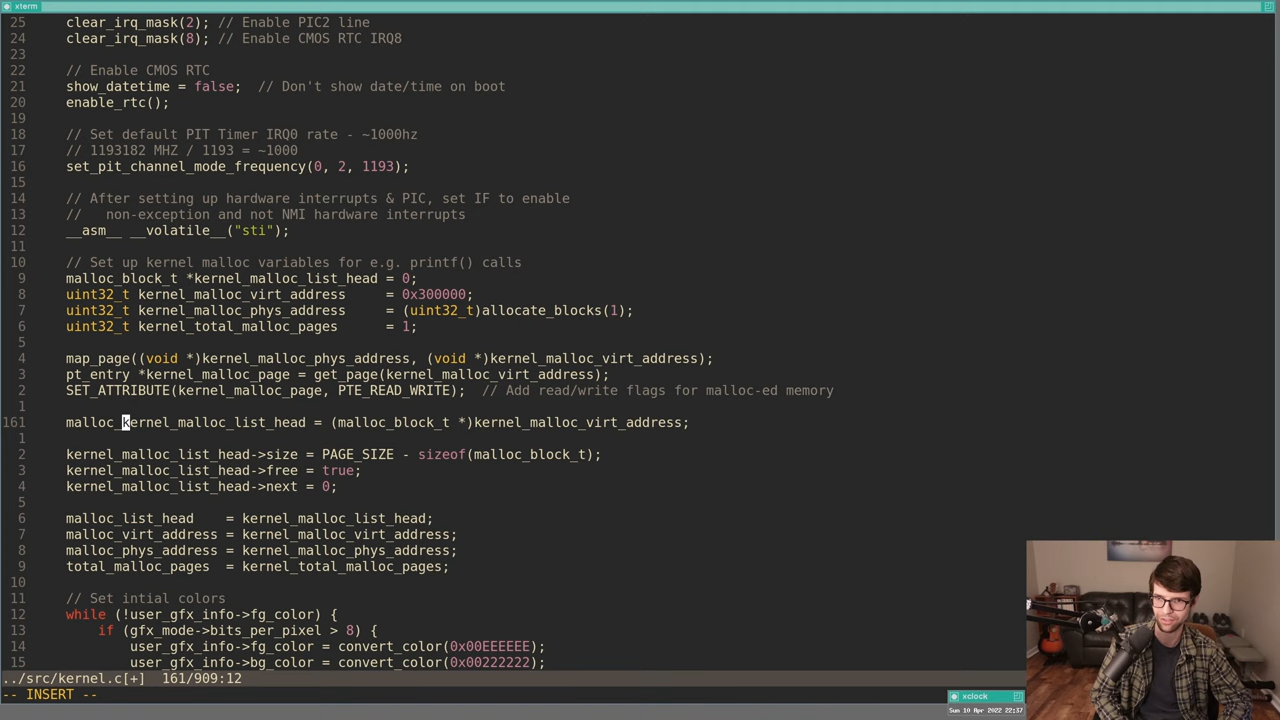 xterm
25     clear_irq_mask(2); // Enable PIC2 line
24     clear_irq_mask(8); // Enable CMOS RTC IRQ8
23
22     // Enable CMOS RTC
21     show_datetime = false;  // Don't show date/time on boot
20     enable_rtc();
19
18     // Set default PIT Timer IRQ0 rate - ~1000hz
17     // 1193182 MHZ / 1193 = ~1000
16     set_pit_channel_mode_frequency(0, 2, 1193);
15
14     // After setting up hardware interrupts & PIC, set IF to enable
13     //   non-exception and not NMI hardware interrupts
12     __asm__ __volatile__("sti");
11
10     // Set up kernel malloc variables for e.g. printf() calls
9     malloc_block_t *kernel_malloc_list_head = 0;
8     uint32_t kernel_malloc_virt_address     = 0x300000;
7     uint32_t kernel_malloc_phys_address     = (uint32_t)allocate_blocks(1);
6     uint32_t kernel_total_malloc_pages      = 1;
5
4     map_page((void *)kernel_malloc_phys_address, (void *)kernel_malloc_virt_address);
3     pt_entry *kernel_malloc_page = get_page(kernel_malloc_virt_address);
2     SET_ATTRIBUTE(kernel_malloc_page, PTE_READ_WRITE);  // Add read/write flags for malloc-ed memory
1
161     malloc_kernel_malloc_list_head = (malloc_block_t *)kernel_malloc_virt_address;
1
2     kernel_malloc_list_head->size = PAGE_SIZE - sizeof(malloc_block_t);
3     kernel_malloc_list_head->free = true;
4     kernel_malloc_list_head->next = 0;
5
6     malloc_list_head    = kernel_malloc_list_head;
7     malloc_virt_address = kernel_malloc_virt_address;
8     malloc_phys_address = kernel_malloc_phys_address;
9     total_malloc_pages  = kernel_total_malloc_pages;
10
11     // Set intial colors
12     while (!user_gfx_info->fg_color) {
13         if (gfx_mode->bits_per_pixel > 8) {
14             user_gfx_info->fg_color = convert_color(0x00EEEEEE);
15             user_gfx_info->bg_color = convert_color(0x00222222);
../src/kernel.c[+]  161/909:12
-- INSERT --
xclock
Sun 10 Apr 2022 22:37